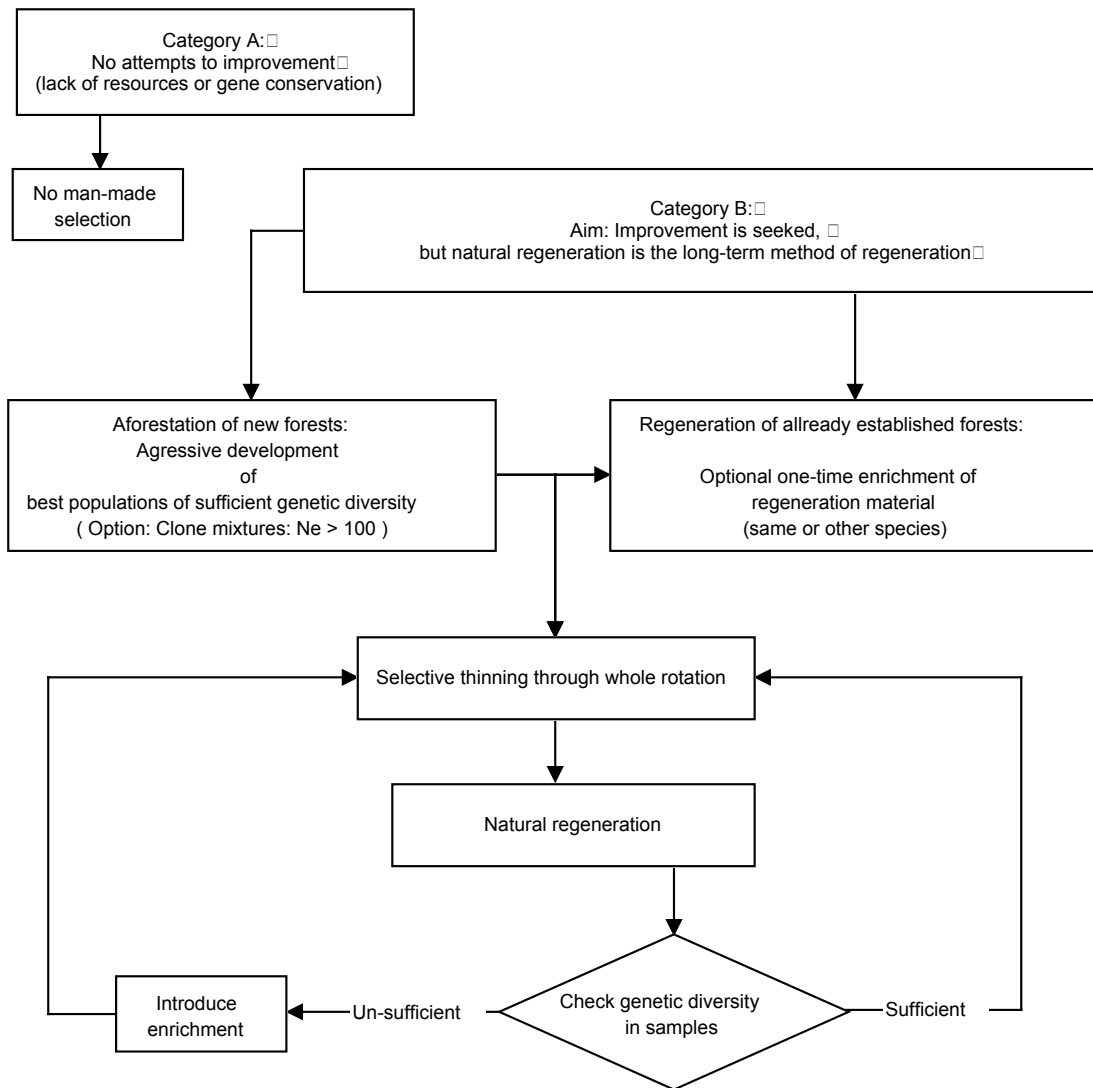 Category A:□
No attempts to improvement□
(lack of resources or gene conservation)
No man-made
selection
Category B:□
Aim: Improvement is seeked, □
but natural regeneration is the long-term method of regeneration□
Aforestation of new forests:
Agressive development
of
best populations of sufficient genetic diversity
( Option: Clone mixtures: Ne > 100 )
Regeneration of allready established forests:
Optional one-time enrichment of
regeneration material
(same or other species)
Selective thinning through whole rotation
Natural regeneration
Check genetic diversity
in samples
Un-sufficient
Sufficient
Introduce
enrichment